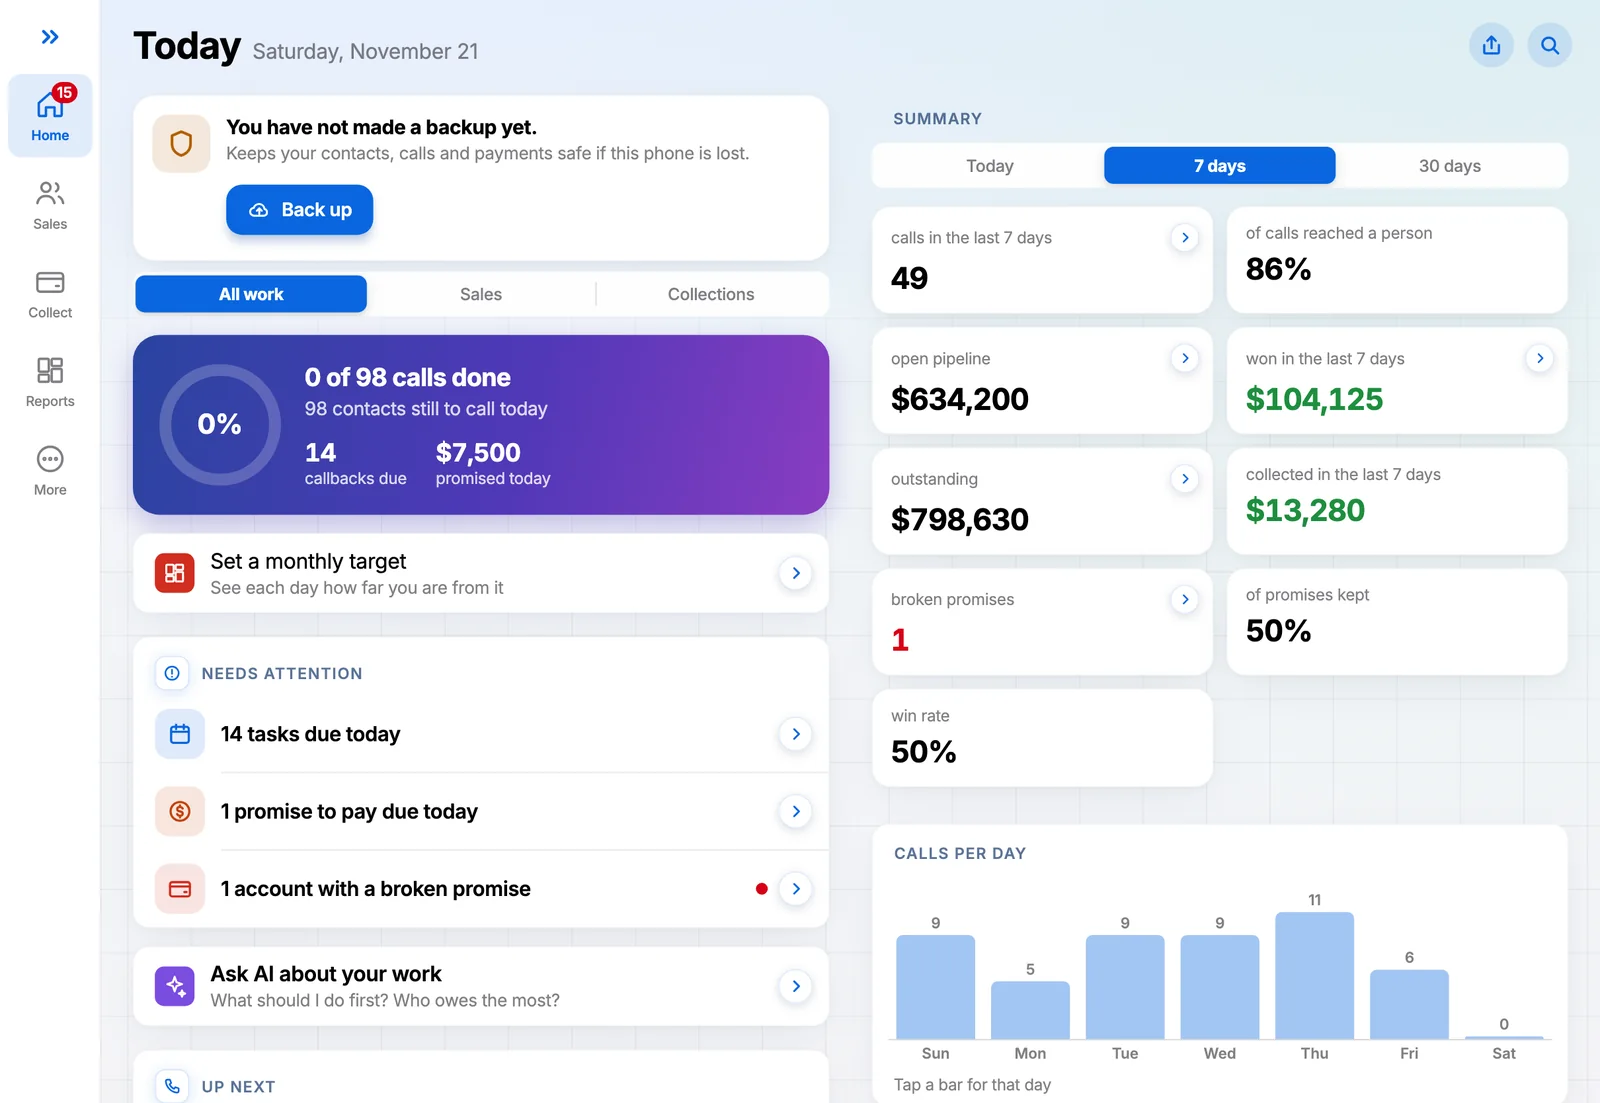 15
Home
Sales
Collect
Reports
More
Today Saturday, November 21
You have not made a backup yet.
Keeps your contacts, calls and payments safe if this phone is lost.
Back up
All work Sales Collections
0%
0 of 98 calls done
98 contacts still to call today
14 $7,500
callbacks due promised today
Set a monthly target
See each day how far you are from it
NEEDS ATTENTION
14 tasks due today
1 promise to pay due today
1 account with a broken promise
Ask AI about your work
What should I do first? Who owes the most?
UP NEXT
SUMMARY
Today 7 days 30 days
calls in the last 7 days
49
of calls reached a person
86%
open pipeline
$634,200
won in the last 7 days
$104,125
outstanding
$798,630
collected in the last 7 days
$13,280
broken promises
1
of promises kept
50%
win rate
50%
CALLS PER DAY
9 5 9 9 11 6 0
Sun Mon Tue Wed Thu Fri Sat
Tap a bar for that day